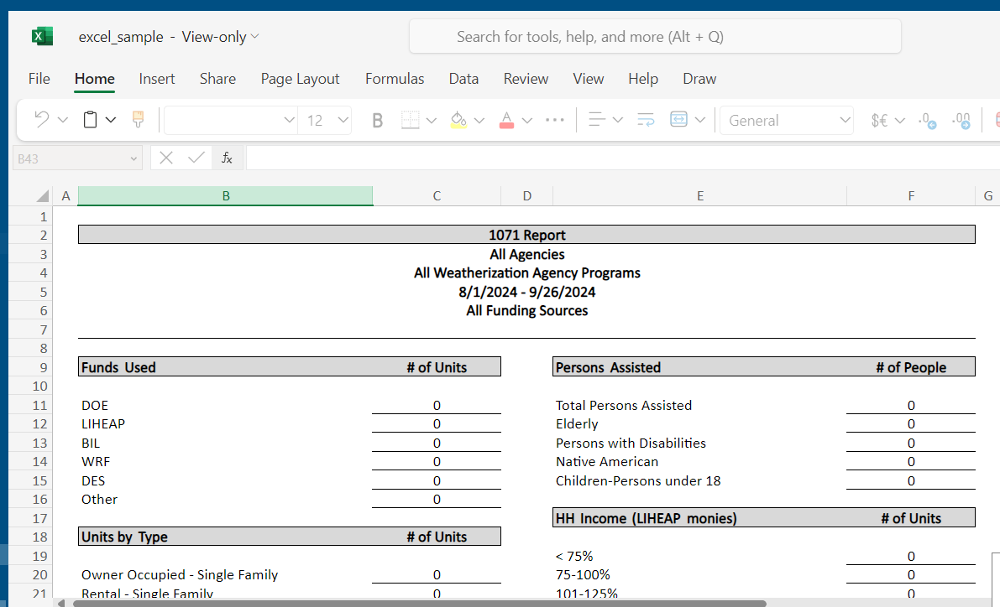 excel_sample - View-only
Search for tools, help, and more (Alt + Q)
File Home Insert Share Page Layout Formulas Data Review View Help Draw
12 B A General $€ .0 .00
B43 fx
A B C D E F G
1
2 1071 Report
3 All Agencies
4 All Weatherization Agency Programs
5 8/1/2024 - 9/26/2024
6 All Funding Sources
7
8
9 Funds Used # of Units Persons Assisted # of People
10
11 DOE 0 Total Persons Assisted 0
12 LIHEAP 0 Elderly 0
13 BIL 0 Persons with Disabilities 0
14 WRF 0 Native American 0
15 DES 0 Children-Persons under 18 0
16 Other 0
17 HH Income (LIHEAP monies) # of Units
18 Units by Type # of Units
19 < 75% 0
20 Owner Occupied - Single Family 0 75-100% 0
21 Rental - Single Family 0 101-125% 0